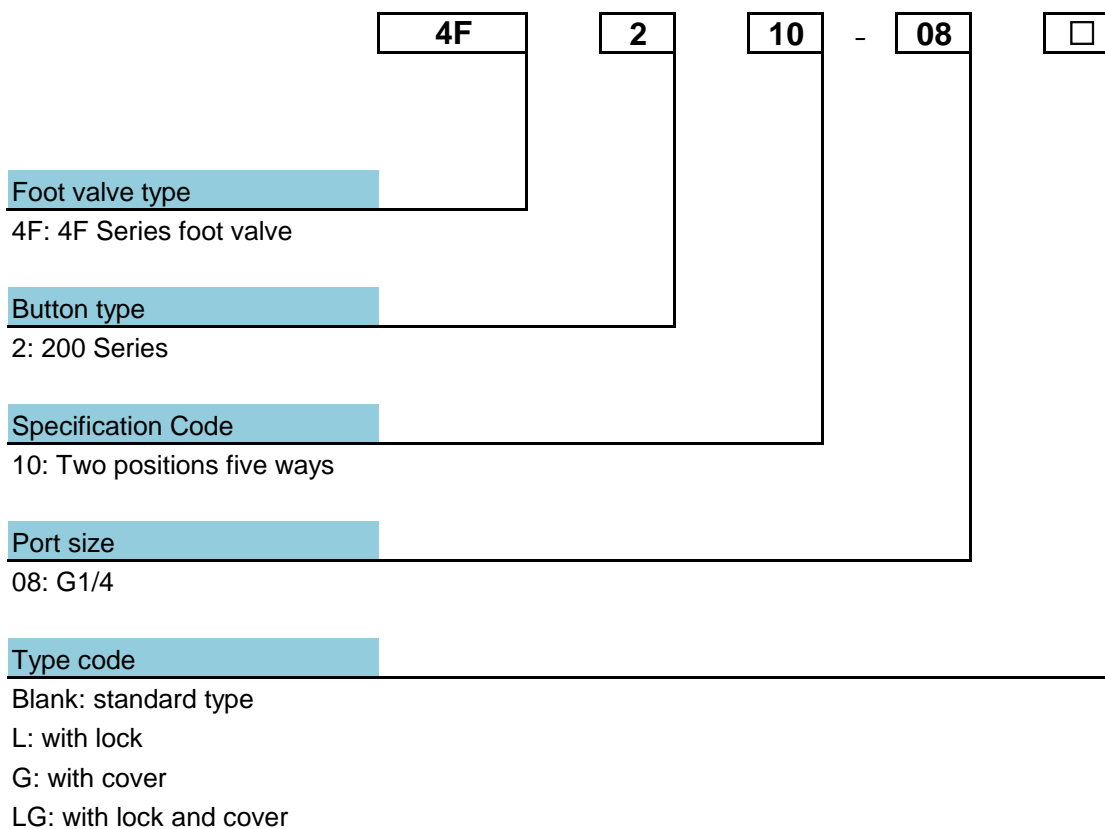 4F 2 10 - 08 □
Foot valve type
4F: 4F Series foot valve
Button type
2: 200 Series
Specification Code
10: Two positions five ways
Port size
08: G1/4
Type code
Blank: standard type
L: with lock
G: with cover
LG: with lock and cover